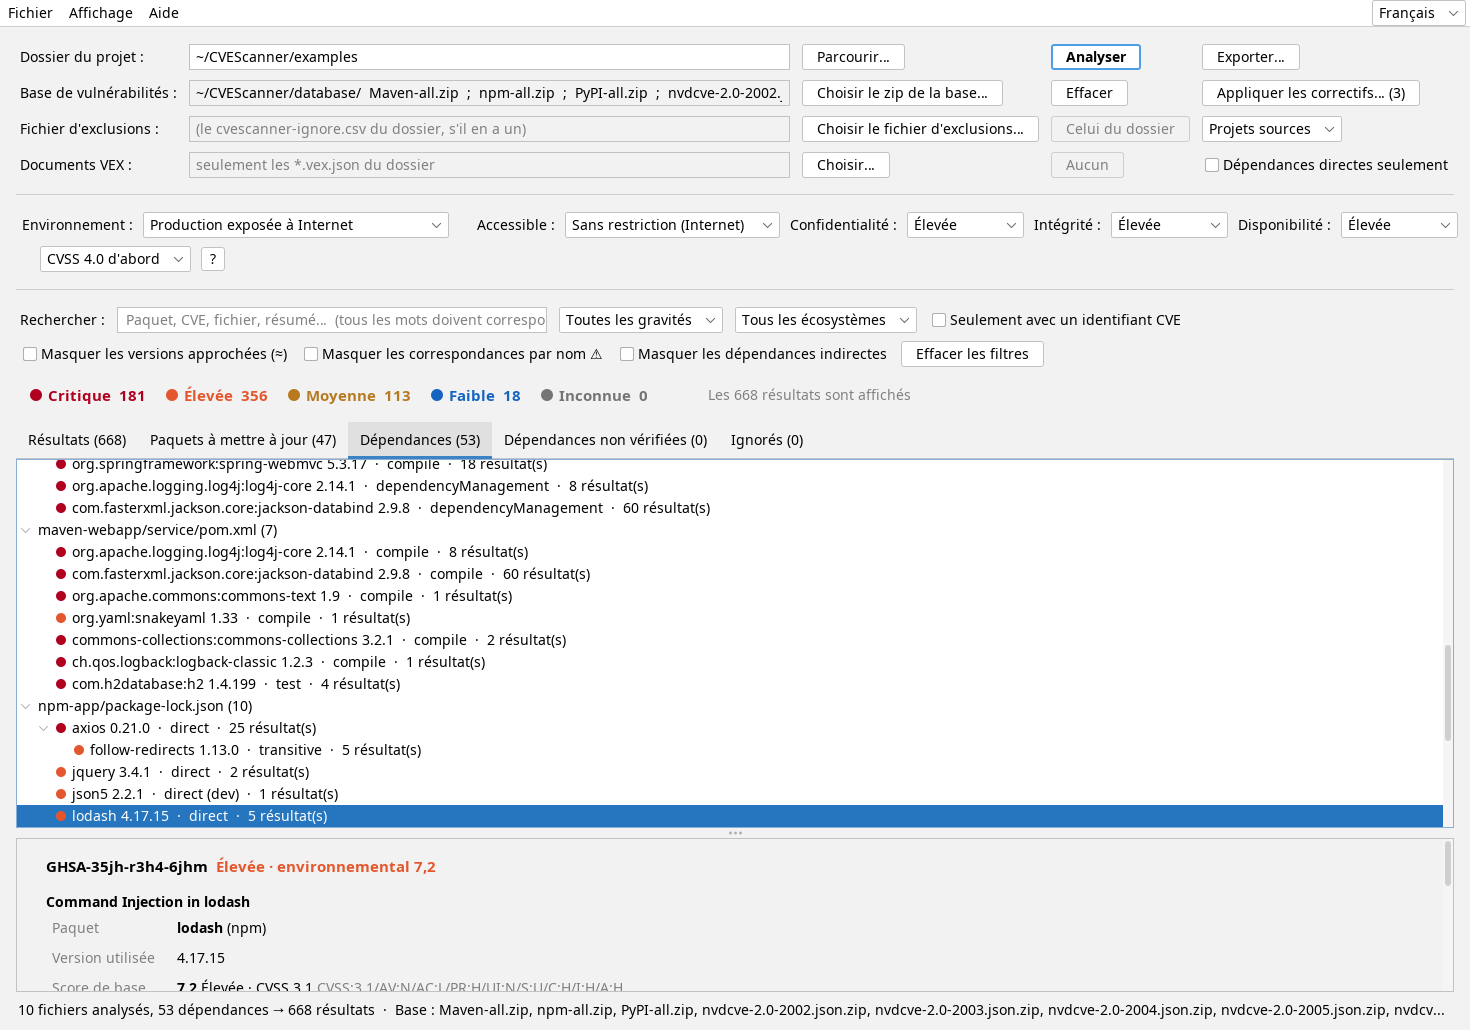 Fichier Affichage Aide Français
Dossier du projet : ~/CVEScanner/examples Parcourir... Analyser Exporter...
Base de vulnérabilités : ~/CVEScanner/database/ Maven-all.zip ; npm-all.zip ; PyPI-all.zip ; nvdcve-2.0-2002. Choisir le zip de la base... Effacer Appliquer les correctifs... (3)
Fichier d'exclusions : (le cvescanner-ignore.csv du dossier, s'il en a un) Choisir le fichier d'exclusions... Celui du dossier Projets sources
Documents VEX : seulement les *.vex.json du dossier Choisir... Aucun Dépendances directes seulement
Environnement : Production exposée à Internet Accessible : Sans restriction (Internet) Confidentialité : Élevée Intégrité : Élevée Disponibilité : Élevée
CVSS 4.0 d'abord ?
Rechercher : Paquet, CVE, fichier, résumé... (tous les mots doivent correspo Toutes les gravités Tous les écosystèmes Seulement avec un identifiant CVE
Masquer les versions approchées (≈) Masquer les correspondances par nom ⚠ Masquer les dépendances indirectes Effacer les filtres
Critique 181 Élevée 356 Moyenne 113 Faible 18 Inconnue 0 Les 668 résultats sont affichés
Résultats (668) Paquets à mettre à jour (47) Dépendances (53) Dépendances non vérifiées (0) Ignorés (0)
org.springframework:spring-webmvc 5.3.17 · compile · 18 résultat(s)
org.apache.logging.log4j:log4j-core 2.14.1 · dependencyManagement · 8 résultat(s)
com.fasterxml.jackson.core:jackson-databind 2.9.8 · dependencyManagement · 60 résultat(s)
maven-webapp/service/pom.xml (7)
org.apache.logging.log4j:log4j-core 2.14.1 · compile · 8 résultat(s)
com.fasterxml.jackson.core:jackson-databind 2.9.8 · compile · 60 résultat(s)
org.apache.commons:commons-text 1.9 · compile · 1 résultat(s)
org.yaml:snakeyaml 1.33 · compile · 1 résultat(s)
commons-collections:commons-collections 3.2.1 · compile · 2 résultat(s)
ch.qos.logback:logback-classic 1.2.3 · compile · 1 résultat(s)
com.h2database:h2 1.4.199 · test · 4 résultat(s)
npm-app/package-lock.json (10)
axios 0.21.0 · direct · 25 résultat(s)
follow-redirects 1.13.0 · transitive · 5 résultat(s)
jquery 3.4.1 · direct · 2 résultat(s)
json5 2.2.1 · direct (dev) · 1 résultat(s)
lodash 4.17.15 · direct · 5 résultat(s)
GHSA-35jh-r3h4-6jhm Élevée · environnemental 7,2
Command Injection in lodash
Paquet lodash (npm)
Version utilisée 4.17.15
Score de base 7,2 Élevée · CVSS 3.1 CVSS:3.1/AV:N/AC:L/PR:H/UI:N/S:U/C:H/I:H/A:H
10 fichiers analysés, 53 dépendances → 668 résultats · Base : Maven-all.zip, npm-all.zip, PyPI-all.zip, nvdcve-2.0-2002.json.zip, nvdcve-2.0-2003.json.zip, nvdcve-2.0-2004.json.zip, nvdcve-2.0-2005.json.zip, nvdcv...